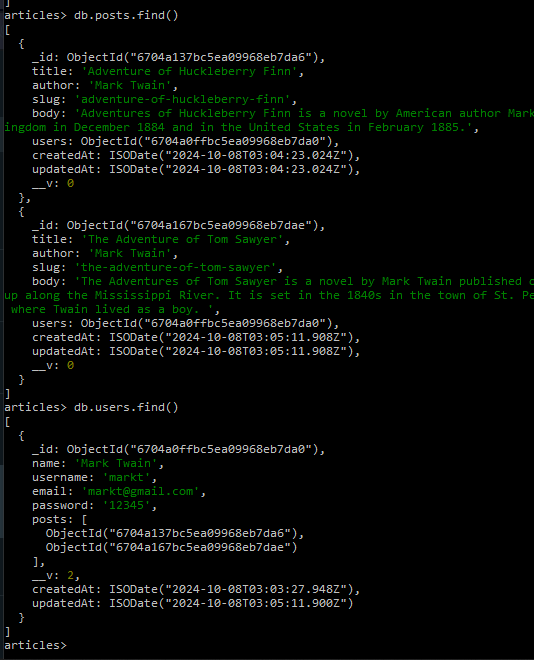 ]
articles> db.posts.find()
[
  {
    _id: ObjectId("6704a137bc5ea09968eb7da6"),
    title: 'Adventure of Huckleberry Finn',
    author: 'Mark Twain',
    slug: 'adventure-of-huckleberry-finn',
    body: 'Adventures of Huckleberry Finn is a novel by American author Mark
ingdom in December 1884 and in the United States in February 1885.',
    users: ObjectId("6704a0ffbc5ea09968eb7da0"),
    createdAt: ISODate("2024-10-08T03:04:23.024Z"),
    updatedAt: ISODate("2024-10-08T03:04:23.024Z"),
    __v: 0
  },
  {
    _id: ObjectId("6704a167bc5ea09968eb7dae"),
    title: 'The Adventure of Tom Sawyer',
    author: 'Mark Twain',
    slug: 'the-adventure-of-tom-sawyer',
    body: 'The Adventures of Tom Sawyer is a novel by Mark Twain published
up along the Mississippi River. It is set in the 1840s in the town of St. Pe
 where Twain lived as a boy. ',
    users: ObjectId("6704a0ffbc5ea09968eb7da0"),
    createdAt: ISODate("2024-10-08T03:05:11.908Z"),
    updatedAt: ISODate("2024-10-08T03:05:11.908Z"),
    __v: 0
  }
]
articles> db.users.find()
[
  {
    _id: ObjectId("6704a0ffbc5ea09968eb7da0"),
    name: 'Mark Twain',
    username: 'markt',
    email: 'markt@gmail.com',
    password: '12345',
    posts: [
      ObjectId("6704a137bc5ea09968eb7da6"),
      ObjectId("6704a167bc5ea09968eb7dae")
    ],
    __v: 2,
    createdAt: ISODate("2024-10-08T03:03:27.948Z"),
    updatedAt: ISODate("2024-10-08T03:05:11.900Z")
  }
]
articles>